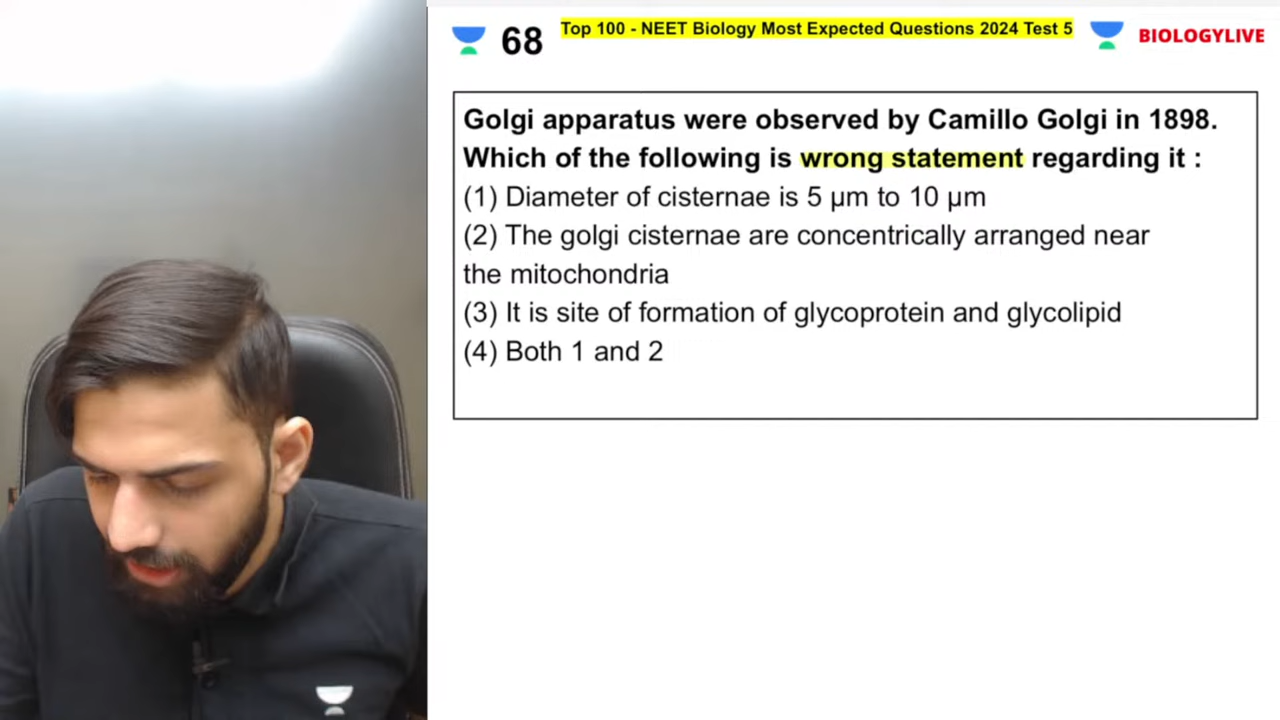 68
Top 100 - NEET Biology Most Expected Questions 2024 Test 5
BIOLOGYLIVE
Golgi apparatus were observed by Camillo Golgi in 1898.
Which of the following is wrong statement regarding it :
(1) Diameter of cisternae is 5 μm to 10 μm
(2) The golgi cisternae are concentrically arranged near
the mitochondria
(3) It is site of formation of glycoprotein and glycolipid
(4) Both 1 and 2